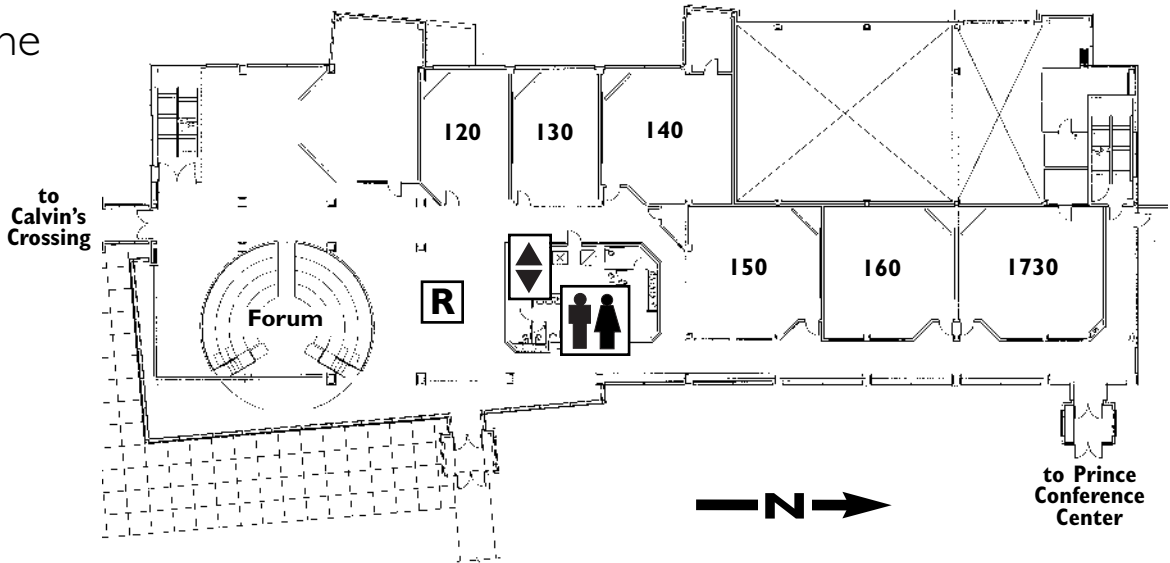 ne
120
130
140
to
Calvin's
Crossing
150
160
1730
R
Forum
N
to Prince
Conference
Center